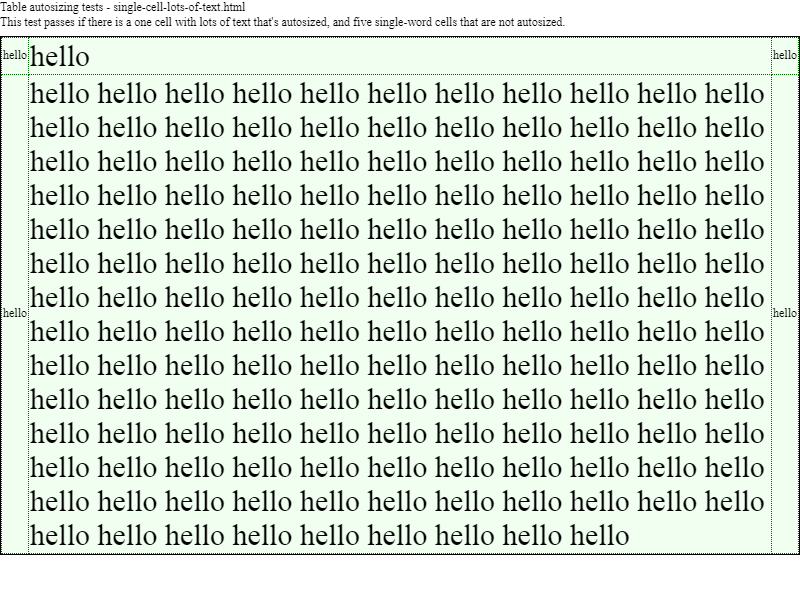 Table autosizing tests - single-cell-lots-of-text.html
This test passes if there is a one cell with lots of text that's autosized, and five single-word cells that are not autosized.
hello hello hello
hello hello hello hello hello hello hello hello hello hello hello
hello hello hello hello hello hello hello hello hello hello hello
hello hello hello hello hello hello hello hello hello hello hello
hello hello hello hello hello hello hello hello hello hello hello
hello hello hello hello hello hello hello hello hello hello hello
hello hello hello hello hello hello hello hello hello hello hello
hello hello hello hello hello hello hello hello hello hello hello hello hello
hello hello hello hello hello hello hello hello hello hello hello
hello hello hello hello hello hello hello hello hello hello hello
hello hello hello hello hello hello hello hello hello hello hello
hello hello hello hello hello hello hello hello hello hello hello
hello hello hello hello hello hello hello hello hello hello hello
hello hello hello hello hello hello hello hello hello hello hello
hello hello hello hello hello hello hello hello hello